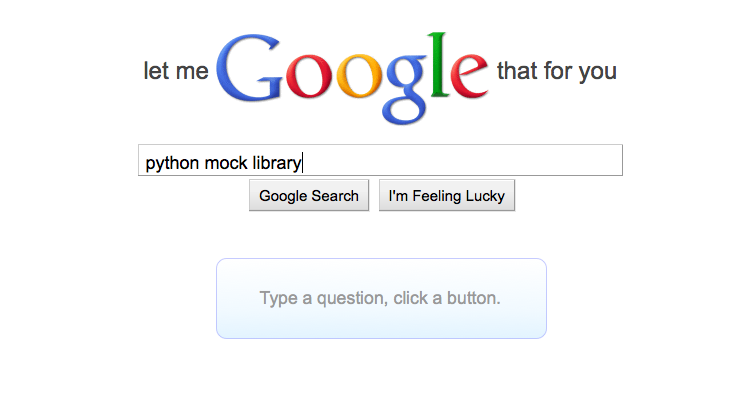 let me Google that for you
python mock library
Google Search I'm Feeling Lucky
Type a question, click a button.